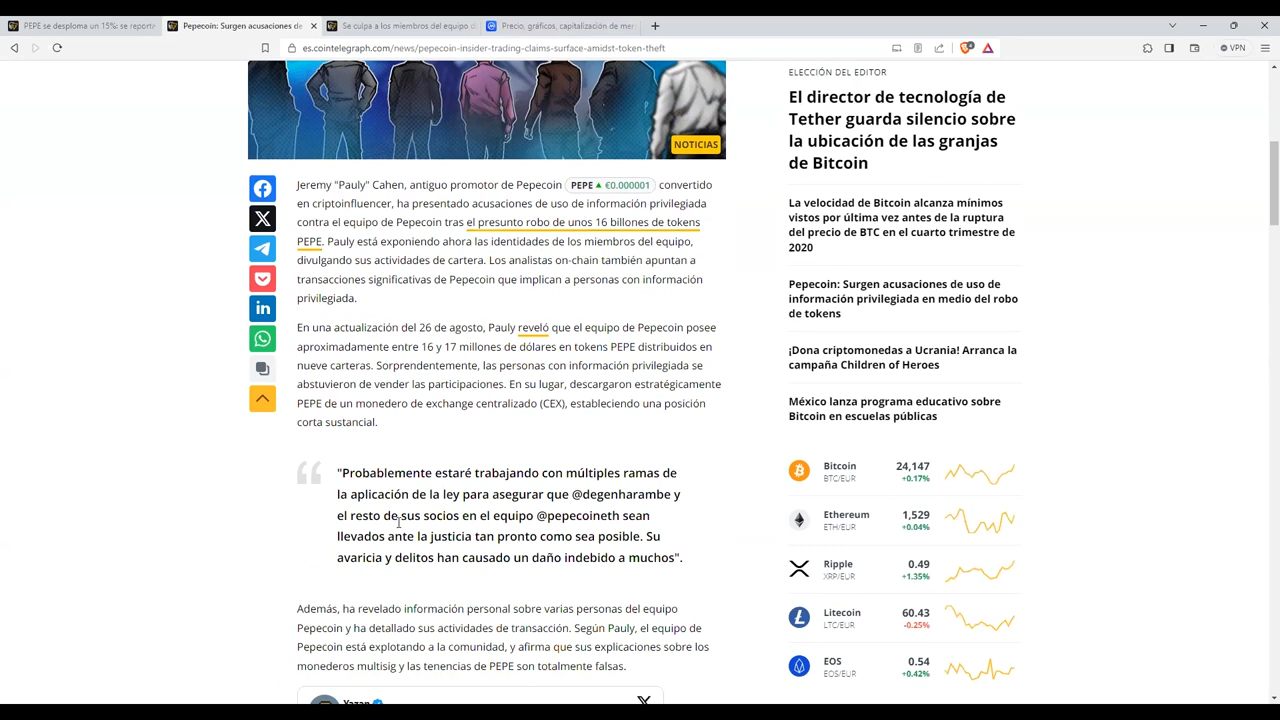 PEPE se desploma un 15%: se reporta
Pepecoin: Surgen acusaciones de
Se culpa a los miembros del equipo d
Precio, gráficos, capitalización de mer
es.cointelegraph.com/news/pepecoin-insider-trading-claims-surface-amidst-token-theft
VPN
NOTICIAS
Jeremy "Pauly" Cahen, antiguo promotor de Pepecoin PEPE €0.000001 convertido
en criptoinfluencer, ha presentado acusaciones de uso de información privilegiada
contra el equipo de Pepecoin tras el presunto robo de unos 16 billones de tokens
PEPE. Pauly está exponiendo ahora las identidades de los miembros del equipo,
divulgando sus actividades de cartera. Los analistas on-chain también apuntan a
transacciones significativas de Pepecoin que implican a personas con información
privilegiada.
En una actualización del 26 de agosto, Pauly reveló que el equipo de Pepecoin posee
aproximadamente entre 16 y 17 millones de dólares en tokens PEPE distribuidos en
nueve carteras. Sorprendentemente, las personas con información privilegiada se
abstuvieron de vender las participaciones. En su lugar, descargaron estratégicamente
PEPE de un monedero de exchange centralizado (CEX), estableciendo una posición
corta sustancial.
"Probablemente estaré trabajando con múltiples ramas de
la aplicación de la ley para asegurar que @degenharambe y
el resto de sus socios en el equipo @pepecoineth sean
llevados ante la justicia tan pronto como sea posible. Su
avaricia y delitos han causado un daño indebido a muchos".
Además, ha revelado información personal sobre varias personas del equipo
Pepecoin y ha detallado sus actividades de transacción. Según Pauly, el equipo de
Pepecoin está explotando a la comunidad, y afirma que sus explicaciones sobre los
monederos multisig y las tenencias de PEPE son totalmente falsas.
Yazan
ELECCIÓN DEL EDITOR
El director de tecnología de
Tether guarda silencio sobre
la ubicación de las granjas
de Bitcoin
La velocidad de Bitcoin alcanza mínimos
vistos por última vez antes de la ruptura
del precio de BTC en el cuarto trimestre de
2020
Pepecoin: Surgen acusaciones de uso de
información privilegiada en medio del robo
de tokens
¡Dona criptomonedas a Ucrania! Arranca la
campaña Children of Heroes
México lanza programa educativo sobre
Bitcoin en escuelas públicas
Bitcoin 24,147
BTC/EUR +0.17%
Ethereum 1,529
ETH/EUR +0.04%
Ripple 0.49
XRP/EUR +1.35%
Litecoin 60.43
LTC/EUR -0.25%
EOS 0.54
EOS/EUR +0.42%